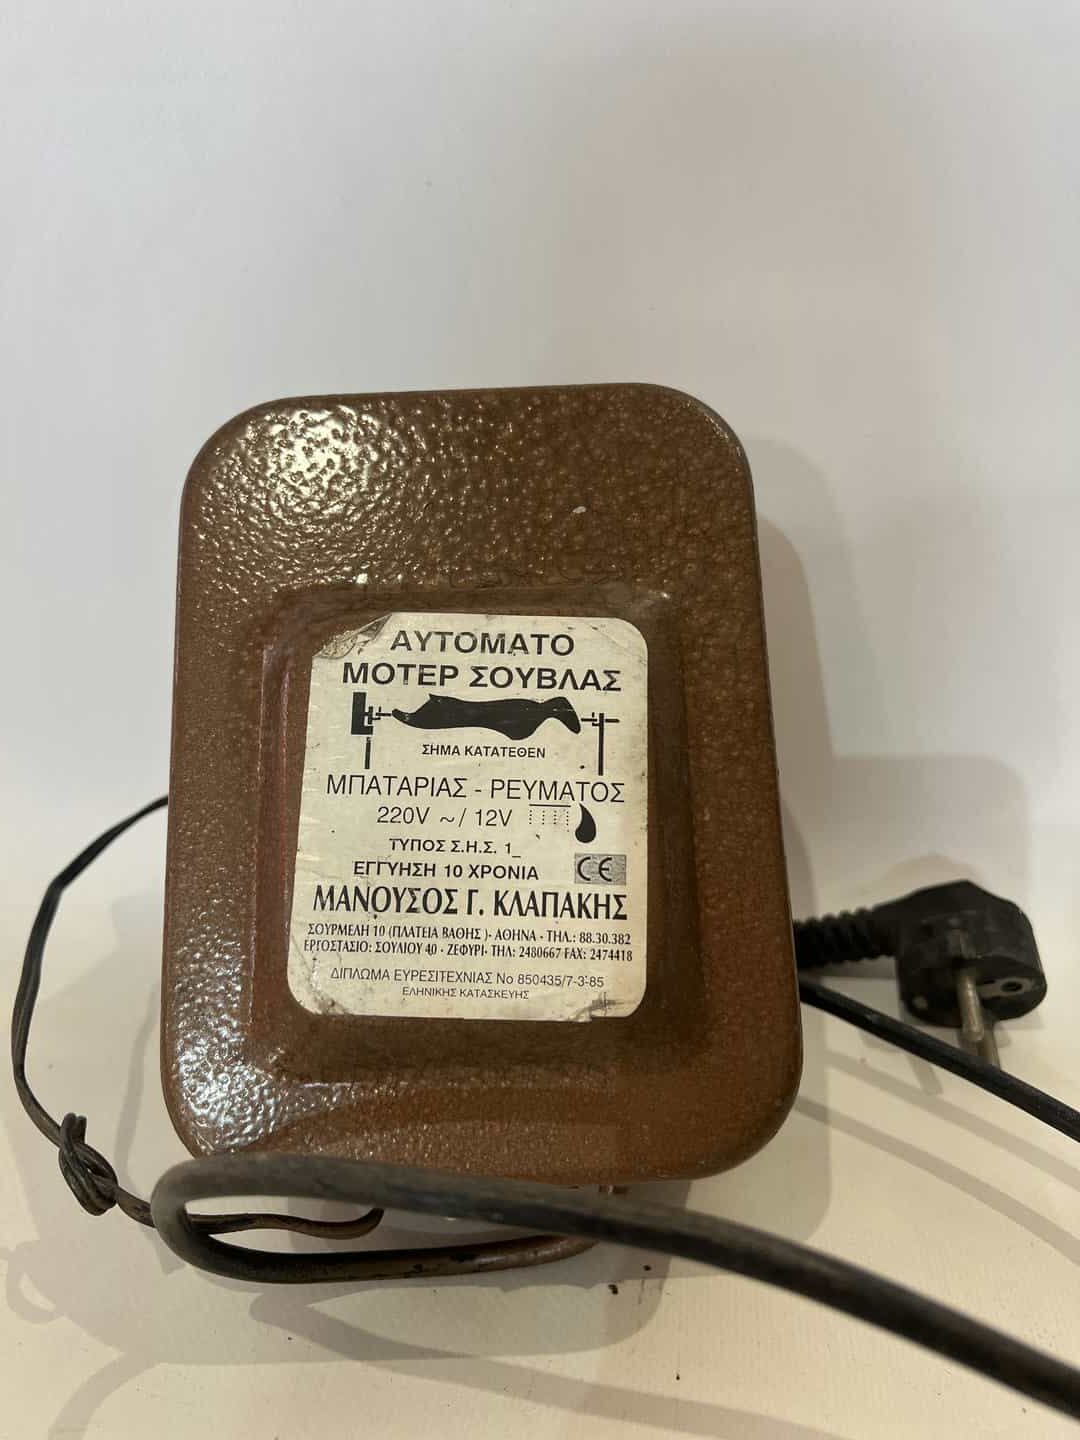 ΑΥΤΟΜΑΤΟ
ΜΟΤΕΡ ΣΟΥΒΛΑΣ
ΣΗΜΑ ΚΑΤΑΤΕΘΕΝ
ΜΠΑΤΑΡΙΑΣ - ΡΕΥΜΑΤΟΣ
220V ~/ 12V
ΤΥΠΟΣ Σ.Η.Σ. 1_
ΕΓΓΥΗΣΗ 10 ΧΡΟΝΙΑ CE
ΜΑΝΟΥΣΟΣ Γ. ΚΛΑΠΑΚΗΣ
ΣΟΥΡΜΕΛΗ 10 (ΠΛΑΤΕΙΑ ΒΑΘΗΣ )- ΑΘΗΝΑ - ΤΗΛ.: 88.30.382
ΕΡΓΟΣΤΑΣΙΟ: ΣΟΥΛΙΟΥ 40 - ΖΕΦΥΡΙ- ΤΗΛ: 2480667 FAX: 2474418
ΔΙΠΛΩΜΑ ΕΥΡΕΣΙΤΕΧΝΙΑΣ Νο 850435/7-3-85
ΕΛΗΝΙΚΗΣ ΚΑΤΑΣΚΕΥΗΣ